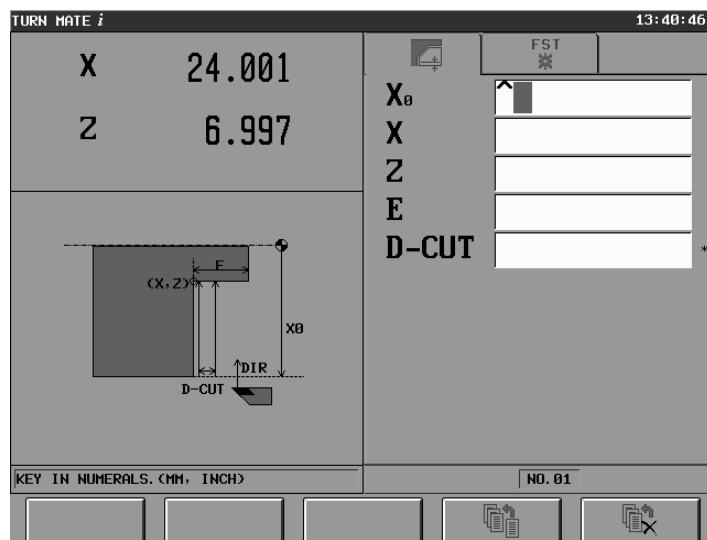 TURN MATE i 13:40:46
X 24.001
Z 6.997
FST
X0
X
Z
E
D-CUT *
E
(X,Z)
X0
DIR
D-CUT
KEY IN NUMERALS.(MM, INCH)
NO.01